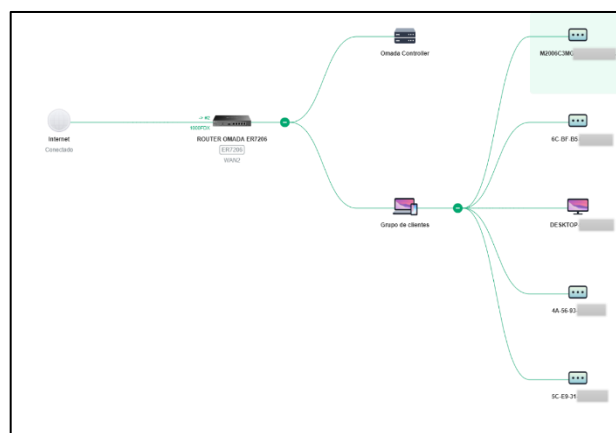 Internet
Conectado
ROUTER OMADA ER7206
ER7206
WAN2
Omada Controller
Grupo de clientes
M2006C3MG
6C-BF-B5
DESKTOP-
4A-56-93
5C-E9-31